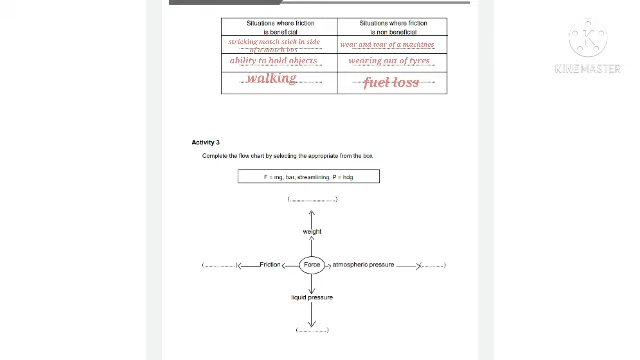 Situations where friction
is beneficial
Situations where friction
is non beneficial
stricking match stick in side
of a match box
wear and tear of a machines
ability to hold objects
wearing out of tyres
walking
fuel loss
KINEMASTER
Activity 3
Complete the flow chart by selecting the appropriate from the box.
F = mg, bar, streamlining, P = hdg
(........................)
weight
(................)
Friction
Force
atmospheric pressure
(...........)
liquid pressure
(..............)